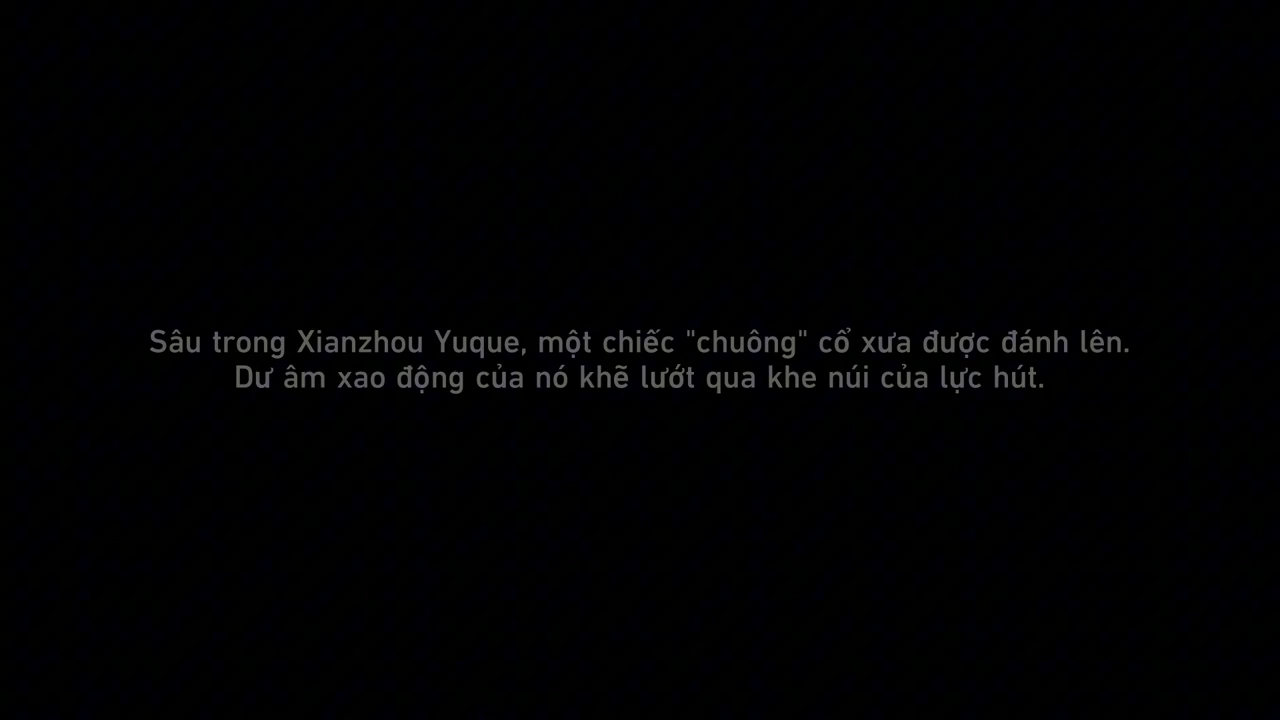 Sâu trong Xianzhou Yuque, một chiếc "chuông" cổ xưa được đánh lên.
Dư âm xao động của nó khẽ lướt qua khe núi của lực hút.